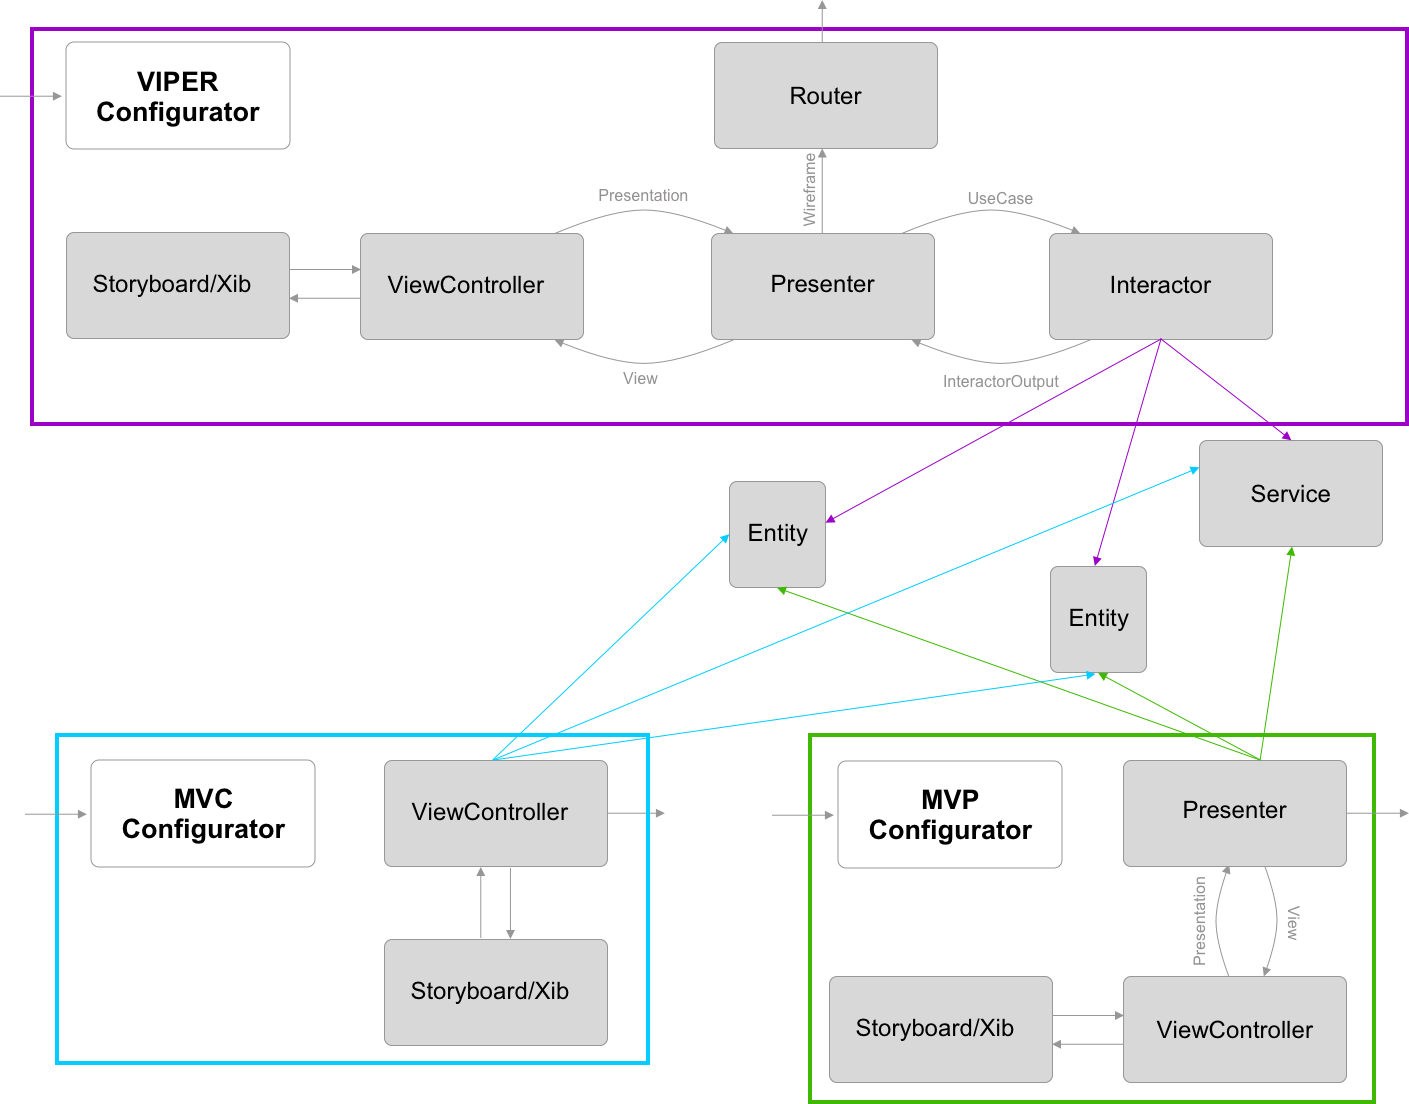 VIPER
Configurator
Router
Wireframe
Presentation
UseCase
Storyboard/Xib
ViewController
Presenter
Interactor
View
InteractorOutput
Service
Entity
Entity
MVC
Configurator
ViewController
Storyboard/Xib
MVP
Configurator
Presenter
Presentation
View
Storyboard/Xib
ViewController